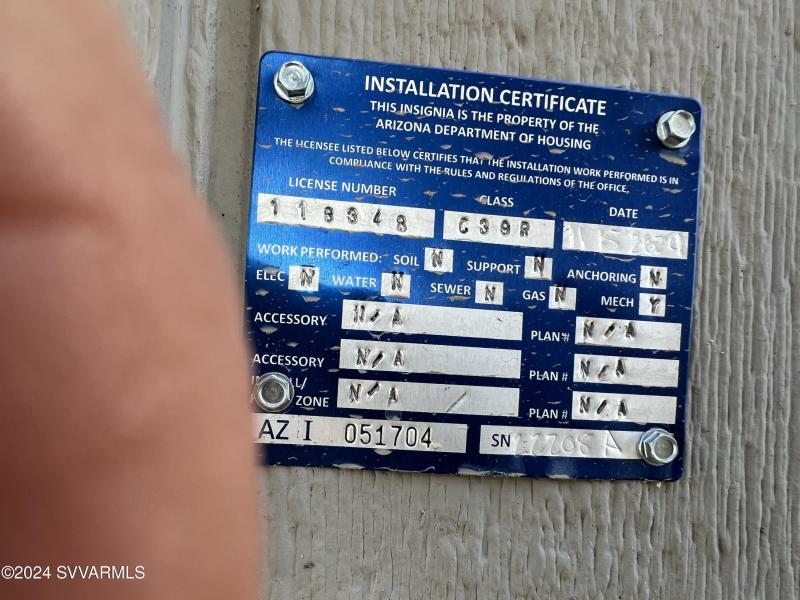 INSTALLATION CERTIFICATE
THIS INSIGNIA IS THE PROPERTY OF THE
ARIZONA DEPARTMENT OF HOUSING
THE LICENSEE LISTED BELOW CERTIFIES THAT THE INSTALLATION WORK PERFORMED IS IN
COMPLIANCE WITH THE RULES AND REGULATIONS OF THE OFFICE.
LICENSE NUMBER CLASS DATE
118348 C39R
WORK PERFORMED: SOIL N SUPPORT N ANCHORING N
ELEC N WATER N SEWER N GAS N MECH Y
ACCESSORY N/A PLAN# N/A
ACCESSORY N/A PLAN # N/A
ZONE N/A PLAN # N/A
AZ I 051704 SN
©2024 SVVARMLS